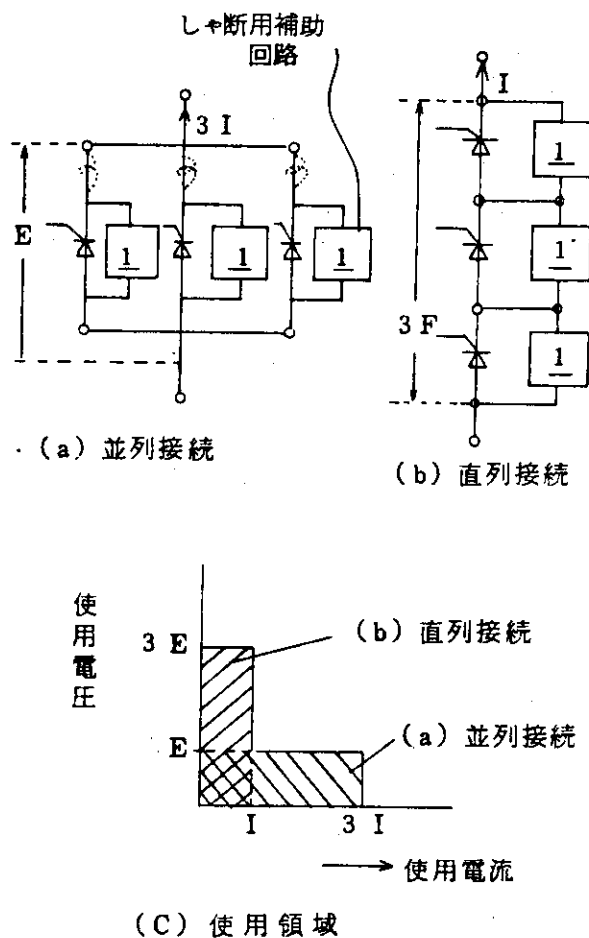 しゃ断用補助
回路
3 I
E
1
1
1
(a) 並列接続
I
3 F
1
1
1
(b) 直列接続
使用電圧
3 E
E
(b) 直列接続
(a) 並列接続
I
3 I
使用電流
(C) 使用領域